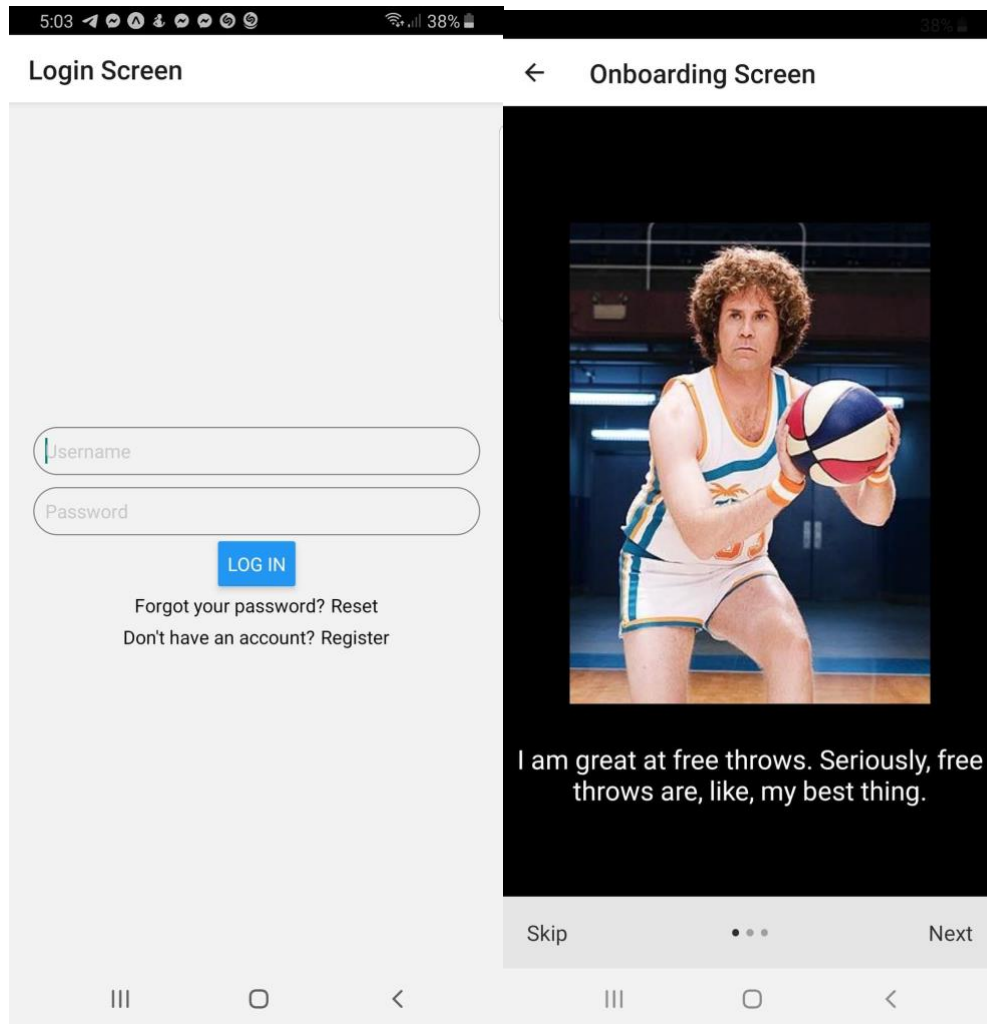 5:03
38%
Login Screen
Username
Password
LOG IN
Forgot your password? Reset
Don't have an account? Register
38%
Onboarding Screen
I am great at free throws. Seriously, free
throws are, like, my best thing.
Skip
Next